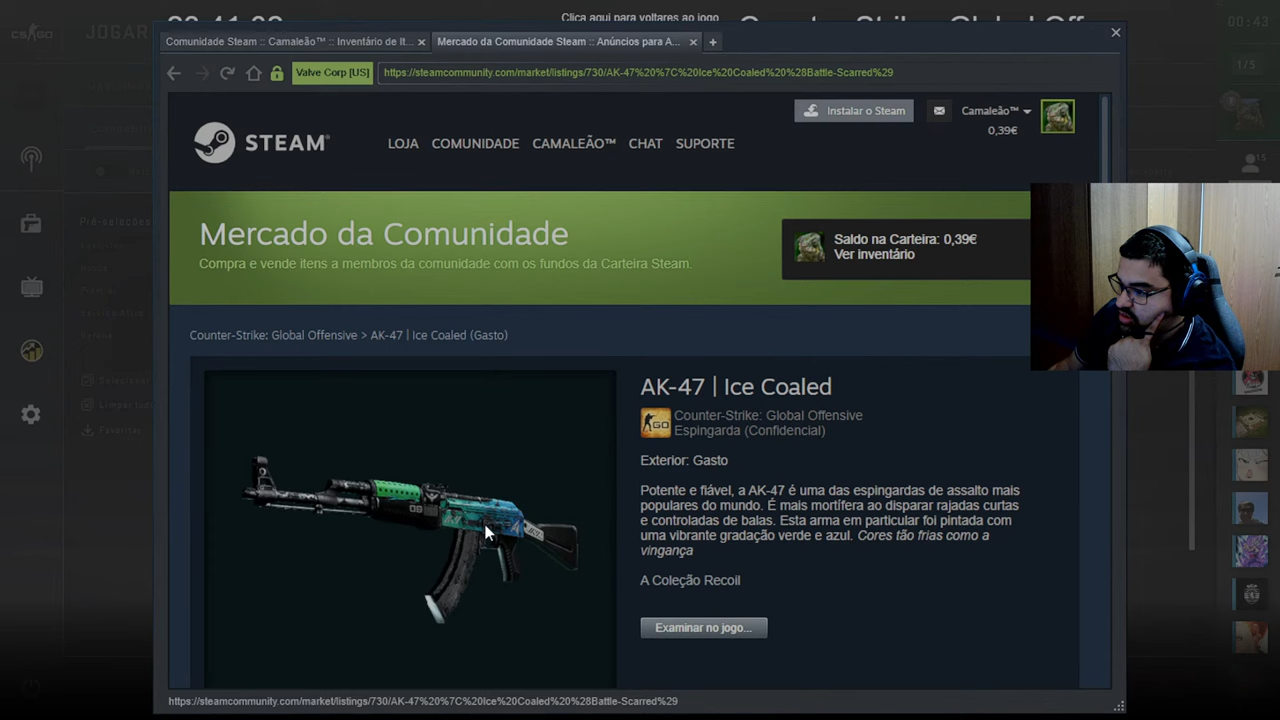 Clica aqui para voltares ao jogo
00:43
CS:GO
JOGAR
1/5
Comunidade Steam :: Camaleão™ :: Inventário de It...
Mercado da Comunidade Steam :: Anúncios para A...
Valve Corp [US]
https://steamcommunity.com/market/listings/730/AK-47%20%7C%20Ice%20Coaled%20%28Battle-Scarred%29
Instalar o Steam
Camaleão™
0,39€
STEAM®
LOJA COMUNIDADE CAMALEÃO™ CHAT SUPORTE
15
Mercado da Comunidade
Compra e vende itens a membros da comunidade com os fundos da Carteira Steam.
Saldo na Carteira: 0,39€
Ver inventário
Counter-Strike: Global Offensive > AK-47 | Ice Coaled (Gasto)
AK-47 | Ice Coaled
Counter-Strike: Global Offensive
Espingarda (Confidencial)
Exterior: Gasto
Potente e fiável, a AK-47 é uma das espingardas de assalto mais
populares do mundo. É mais mortífera ao disparar rajadas curtas
e controladas de balas. Esta arma em particular foi pintada com
uma vibrante gradação verde e azul. Cores tão frias como a
vingança
A Coleção Recoil
Examinar no jogo...
https://steamcommunity.com/market/listings/730/AK-47%20%7C%20Ice%20Coaled%20%28Battle-Scarred%29